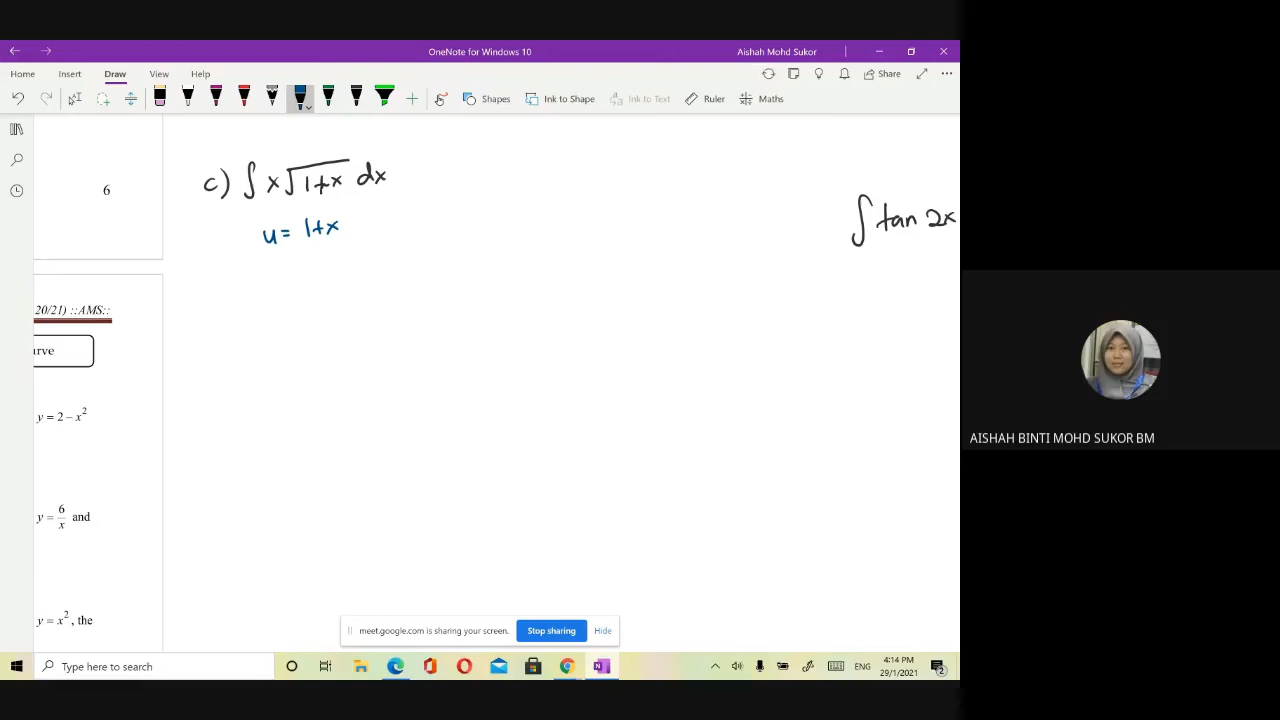 OneNote for Windows 10
Aishah Mohd Sukor
Home Insert Draw View Help
Share
Shapes Ink to Shape Ink to Text Ruler Maths
6
c) ∫ x√(1+x) dx
u = 1+x
∫ tan 2x
20/21) ::AMS::
urve
y = 2 – x²
y = 6/x and
y = x², the
AISHAH BINTI MOHD SUKOR BM
meet.google.com is sharing your screen. Stop sharing Hide
Type here to search
ENG
4:14 PM
29/1/2021
2